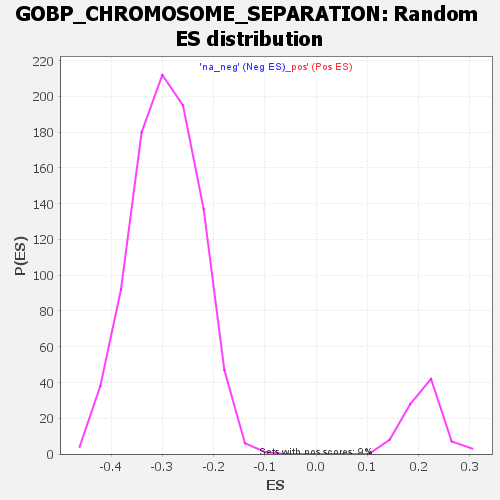 GOBP_CHROMOSOME_SEPARATION: Random
ES distribution
'na_neg' (Neg ES)_pos' (Pos ES)
220
200
180
160
140
120
100
80
60
40
20
0
P(ES)
Sets with pos scores: 9%
-0.4 -0.3 -0.2 -0.1 0.0 0.1 0.2 0.3
ES